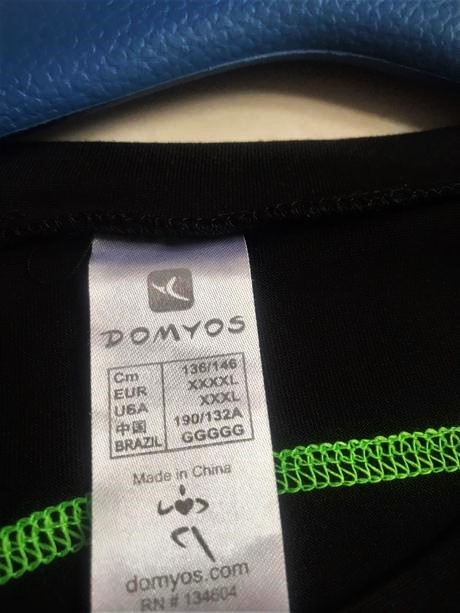 DOMYOS
Cm 136/146
EUR XXXXL
USA XXXL
中国 190/132A
BRAZIL GGGGG
Made in China
domyos.com
RN # 134604